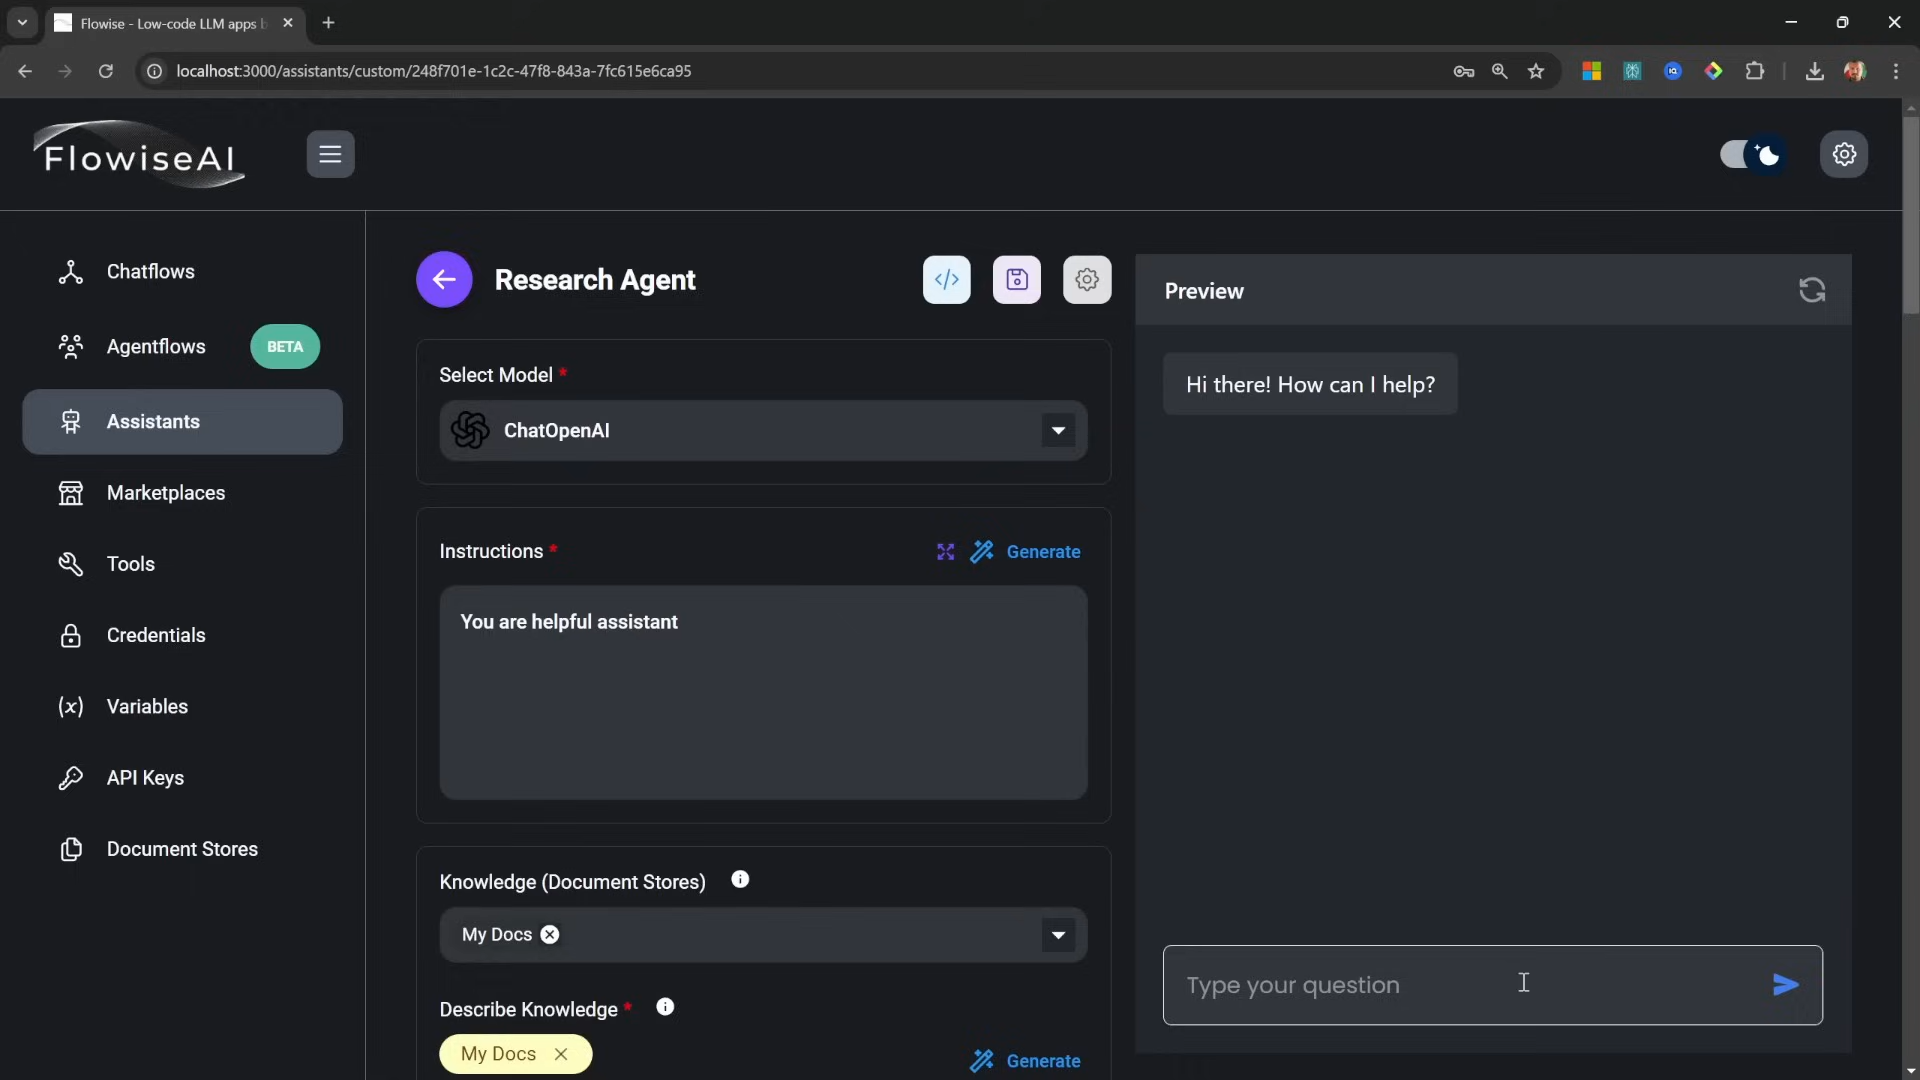 Flowise - Low-code LLM apps b
localhost:3000/assistants/custom/248f701e-1c2c-47f8-843a-7fc615e6ca95
FlowiseAI
Chatflows
Agentflows BETA
Assistants
Marketplaces
Tools
Credentials
(x) Variables
API Keys
Document Stores
Research Agent
</>
Select Model *
ChatOpenAI
Instructions *
Generate
You are helpful assistant
Knowledge (Document Stores)
My Docs
Describe Knowledge *
My Docs
Generate
Preview
Hi there! How can I help?
Type your question